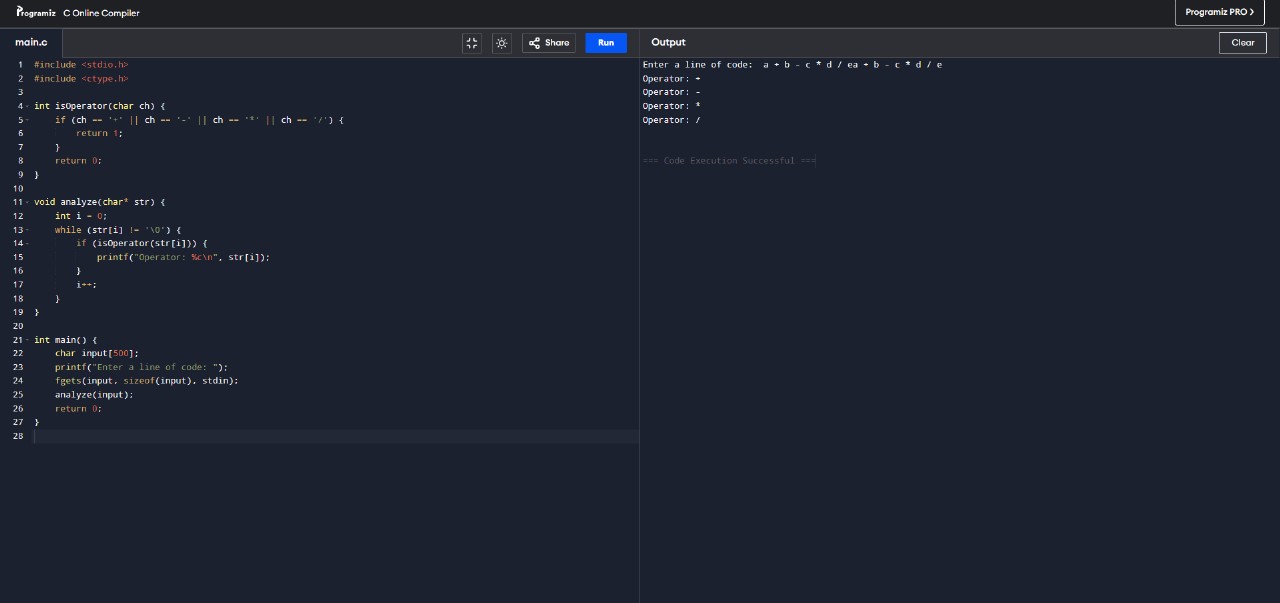 Programiz C Online Compiler
Programiz PRO >
main.c
Share
Run
Output
Clear
1 #include <stdio.h>
2 #include <ctype.h>
3
4 int isOperator(char ch) {
5 if (ch == '+' || ch == '-' || ch == '*' || ch == '/') {
6 return 1;
7 }
8 return 0;
9 }
10
11 void analyze(char* str) {
12 int i = 0;
13 while (str[i] != '\0') {
14 if (isOperator(str[i])) {
15 printf("Operator: %c\n", str[i]);
16 }
17 i++;
18 }
19 }
20
21 int main() {
22 char input[500];
23 printf("Enter a line of code: ");
24 fgets(input, sizeof(input), stdin);
25 analyze(input);
26 return 0;
27 }
28
Enter a line of code:  a + b - c * d / ea + b - c * d / e
Operator: +
Operator: -
Operator: *
Operator: /
=== Code Execution Successful ===